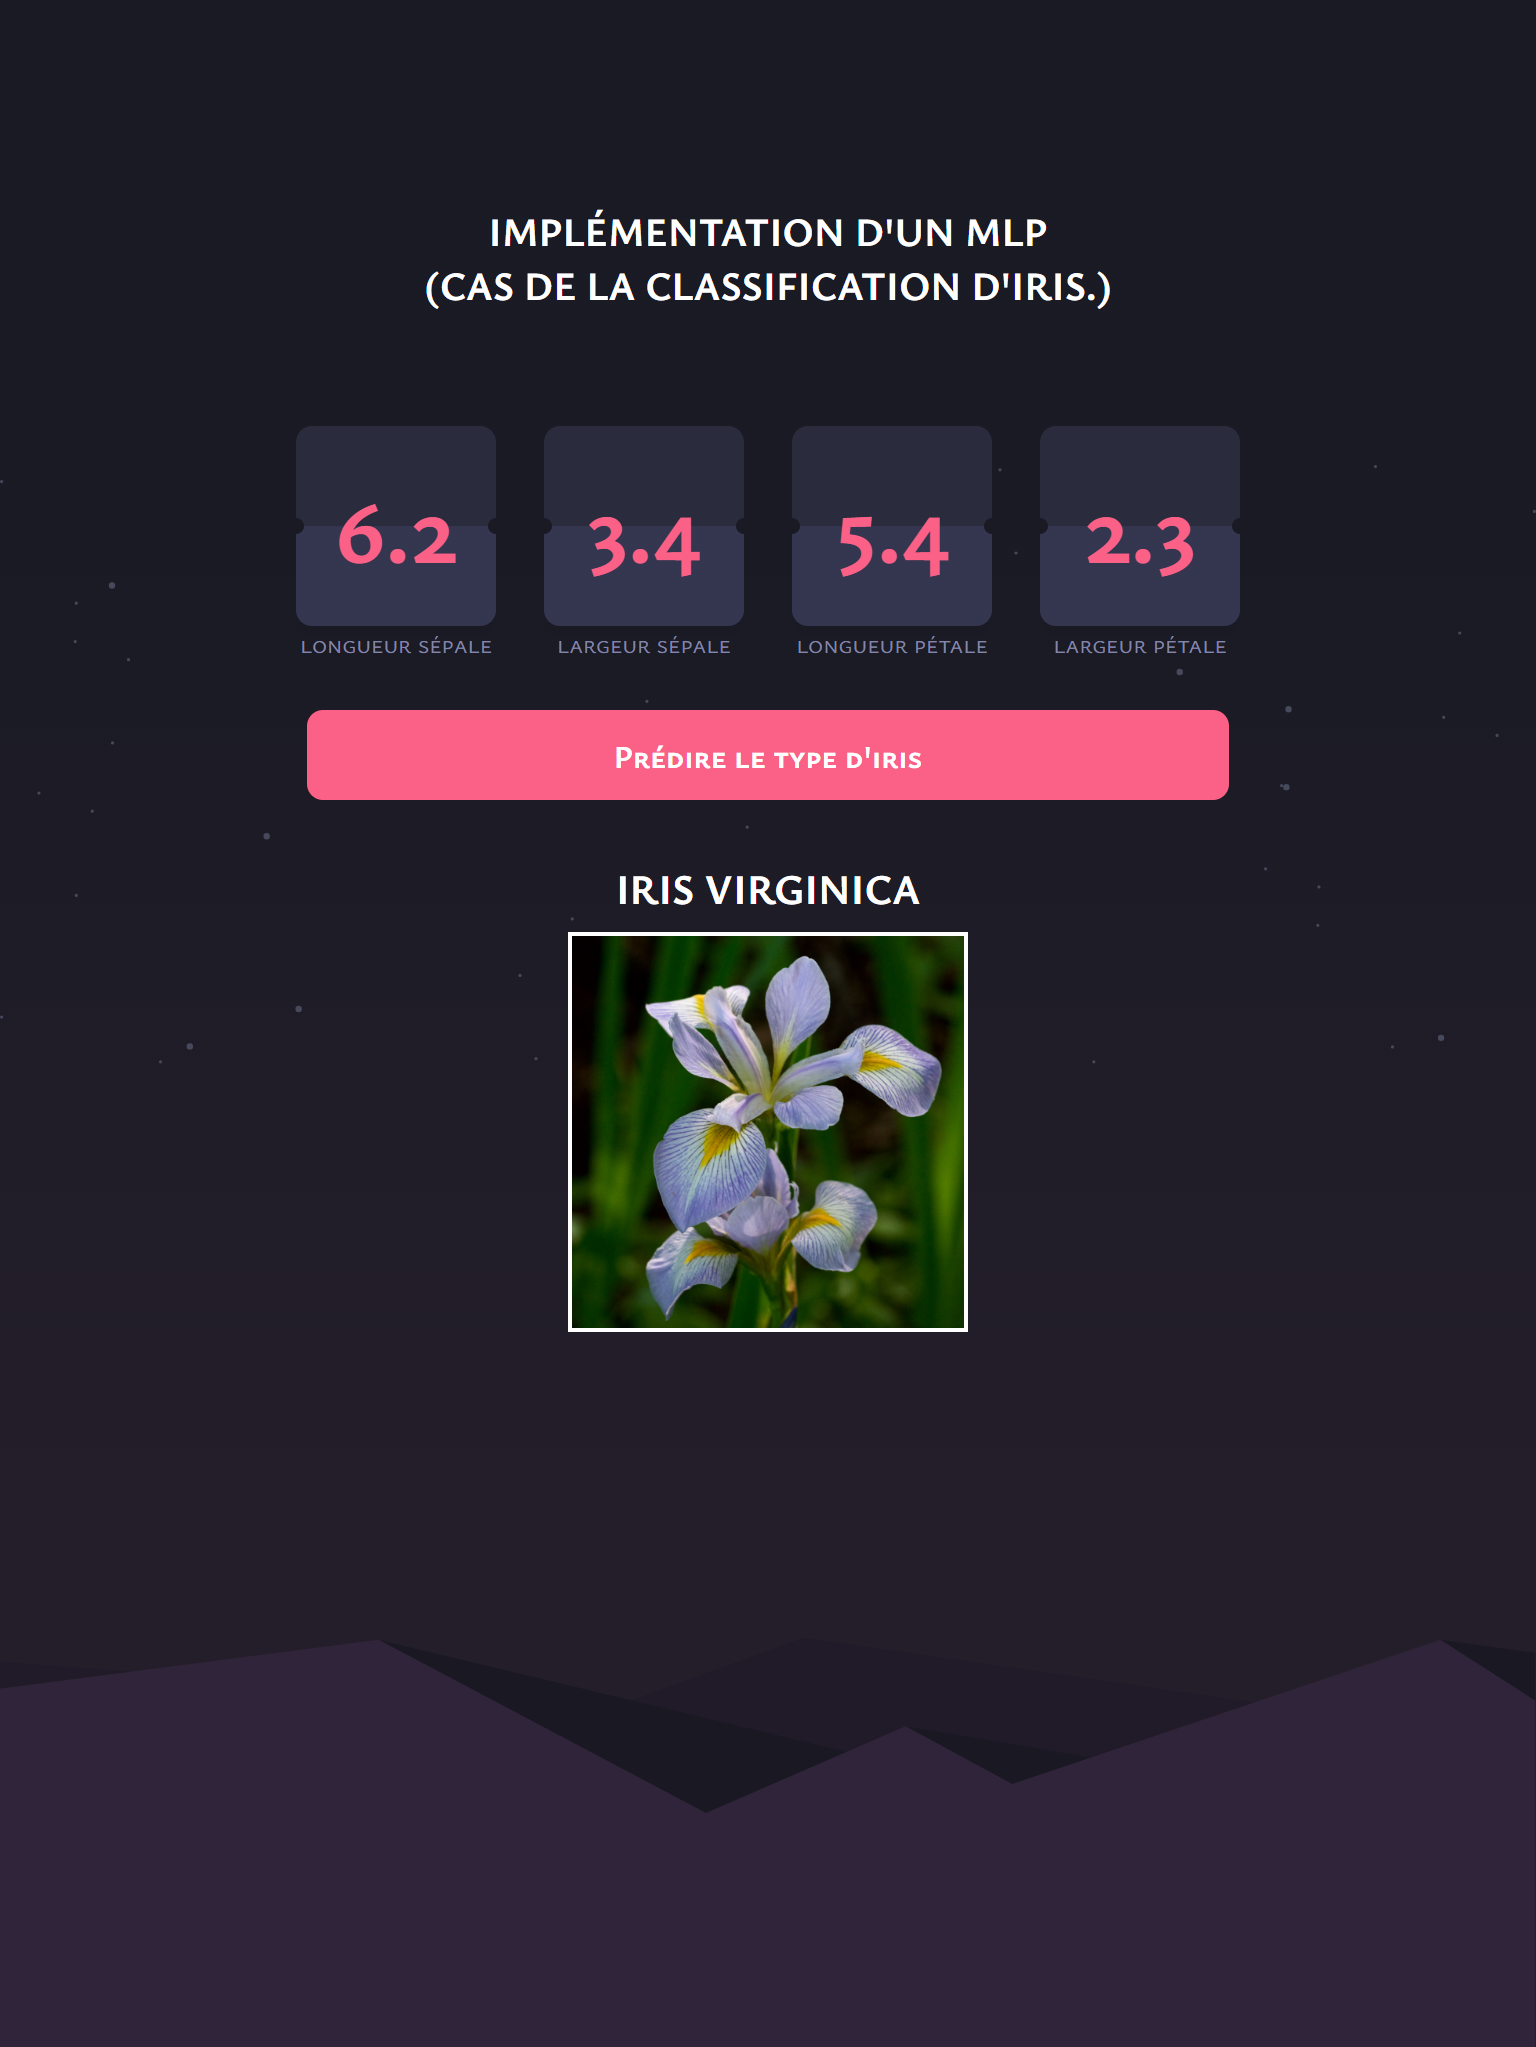 IMPLÉMENTATION D'UN MLP
(CAS DE LA CLASSIFICATION D'IRIS.)
6.2 3.4 5.4 2.3
LONGUEUR SÉPALE LARGEUR SÉPALE LONGUEUR PÉTALE LARGEUR PÉTALE
Prédire le type d'iris
IRIS VIRGINICA